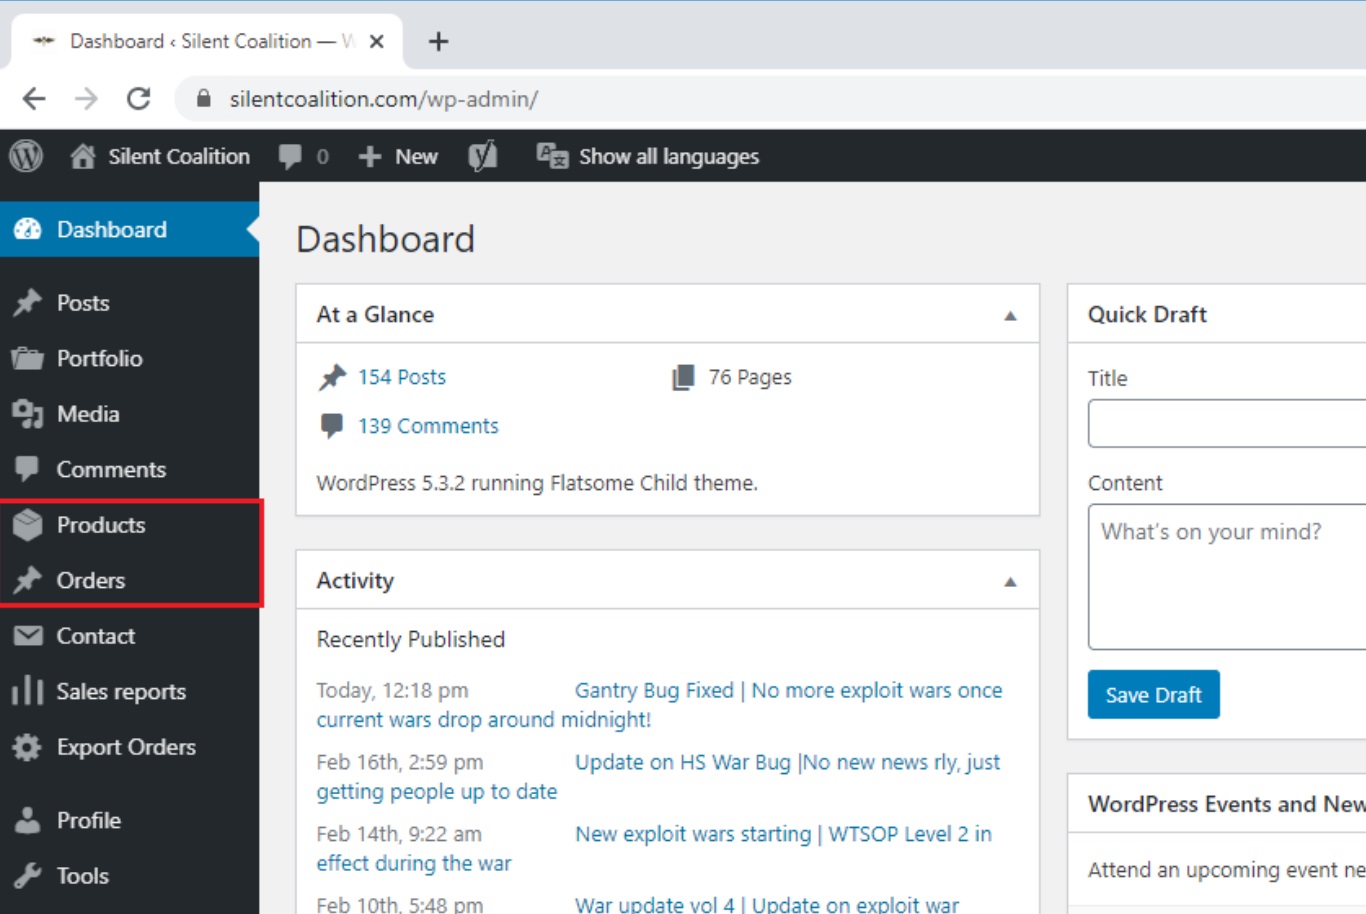 Dashboard ‹ Silent Coalition —
silentcoalition.com/wp-admin/
Silent Coalition 0 New Show all languages
Dashboard
Posts
Portfolio
Media
Comments
Products
Orders
Contact
Sales reports
Export Orders
Profile
Tools
Dashboard
At a Glance
154 Posts 76 Pages
139 Comments
WordPress 5.3.2 running Flatsome Child theme.
Activity
Recently Published
Today, 12:18 pm Gantry Bug Fixed | No more exploit wars once
current wars drop around midnight!
Feb 16th, 2:59 pm Update on HS War Bug |No new news rly, just
getting people up to date
Feb 14th, 9:22 am New exploit wars starting | WTSOP Level 2 in
effect during the war
Feb 10th, 5:48 pm War update vol 4 | Update on exploit war
Quick Draft
Title
Content
What's on your mind?
Save Draft
WordPress Events and New
Attend an upcoming event ne